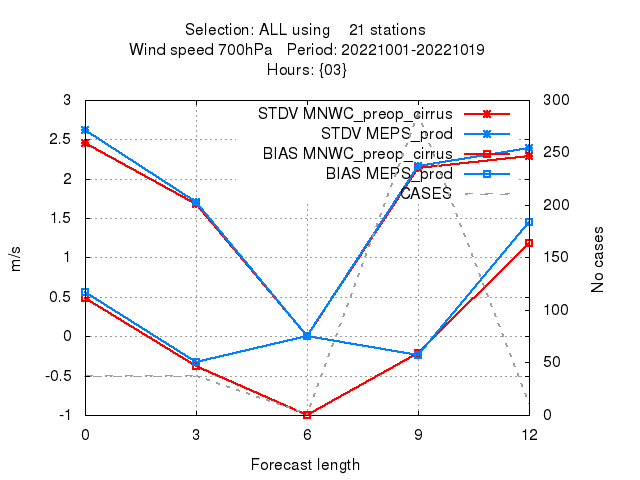 Selection: ALL using 21 stations
Wind speed 700hPa Period: 20221001-20221019
Hours: {03}
STDV MNWC_preop_cirrus
STDV MEPS_prod
BIAS MNWC_preop_cirrus
BIAS MEPS_prod
CASES
3
2.5
2
1.5
1
0.5
0
-0.5
-1
m/s
300
250
200
150
100
50
0
No cases
0 3 6 9 12
Forecast length